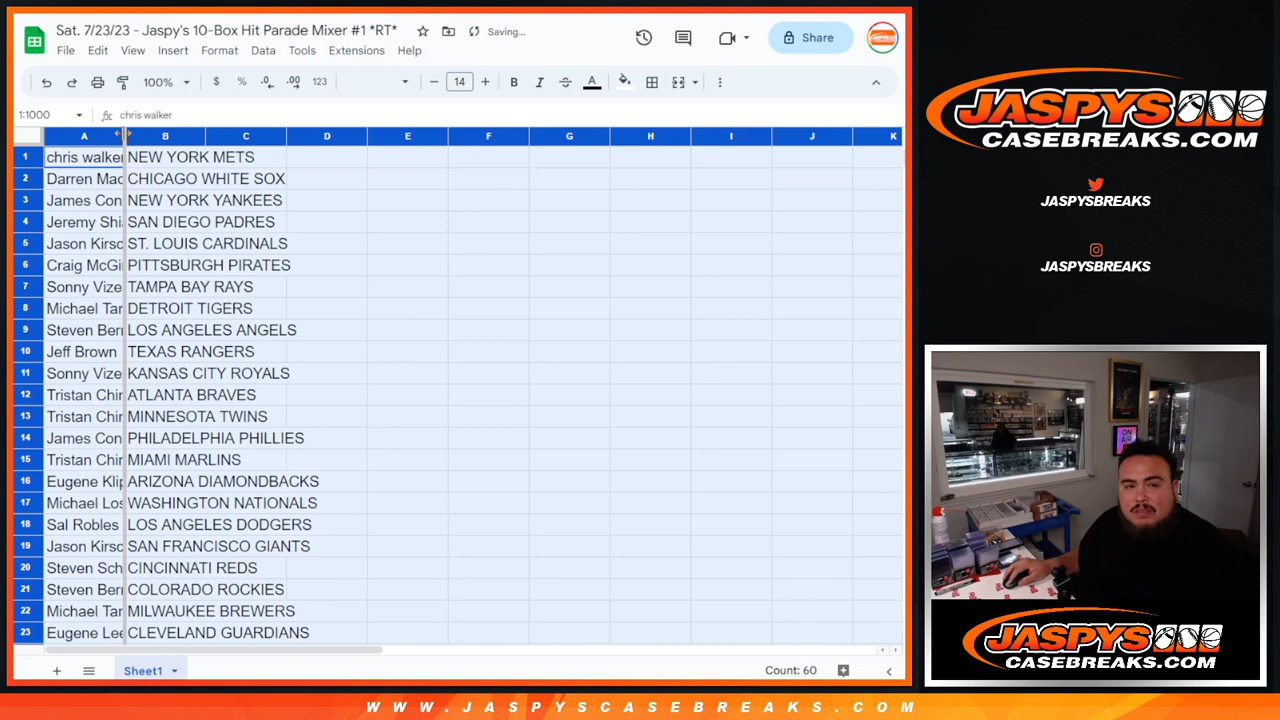 Sat. 7/23/23 - Jaspy's 10-Box Hit Parade Mixer #1 *RT*
Saving...
File Edit View Insert Format Data Tools Extensions Help
Share
100% $ % .0 .00 123 14 B I S A
1:1000 fx chris walker
A B C D E F G H I J K
1 chris walker NEW YORK METS
2 Darren Mac CHICAGO WHITE SOX
3 James Con NEW YORK YANKEES
4 Jeremy Shi SAN DIEGO PADRES
5 Jason Kirsc ST. LOUIS CARDINALS
6 Craig McGi PITTSBURGH PIRATES
7 Sonny Vize TAMPA BAY RAYS
8 Michael Tar DETROIT TIGERS
9 Steven Ber LOS ANGELES ANGELS
10 Jeff Brown TEXAS RANGERS
11 Sonny Vize KANSAS CITY ROYALS
12 Tristan Chir ATLANTA BRAVES
13 Tristan Chir MINNESOTA TWINS
14 James Con PHILADELPHIA PHILLIES
15 Tristan Chir MIAMI MARLINS
16 Eugene Klip ARIZONA DIAMONDBACKS
17 Michael Los WASHINGTON NATIONALS
18 Sal Robles LOS ANGELES DODGERS
19 Jason Kirsc SAN FRANCISCO GIANTS
20 Steven Sch CINCINNATI REDS
21 Steven Ber COLORADO ROCKIES
22 Michael Tar MILWAUKEE BREWERS
23 Eugene Lee CLEVELAND GUARDIANS
Sheet1
Count: 60
JASPYS
CASEBREAKS.COM
JASPYSBREAKS
JASPYSBREAKS
ON
AIR
JASPYS
CASEBREAKS.COM
WWW.JASPYSCASEBREAKS.COM